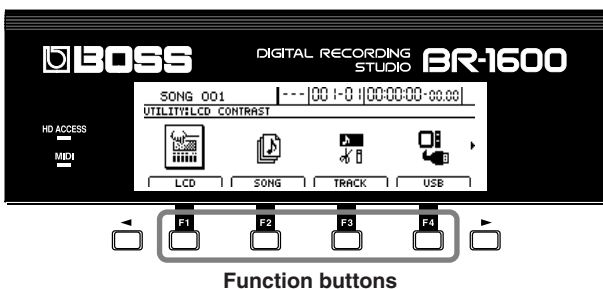 BOSS DIGITAL RECORDING
STUDIO BR-1600
SONG 001 --- 001-01 00:00:00-00.00
UTILITY:LCD CONTRAST
HD ACCESS
MIDI
LCD SONG TRACK USB
F1 F2 F3 F4
Function buttons